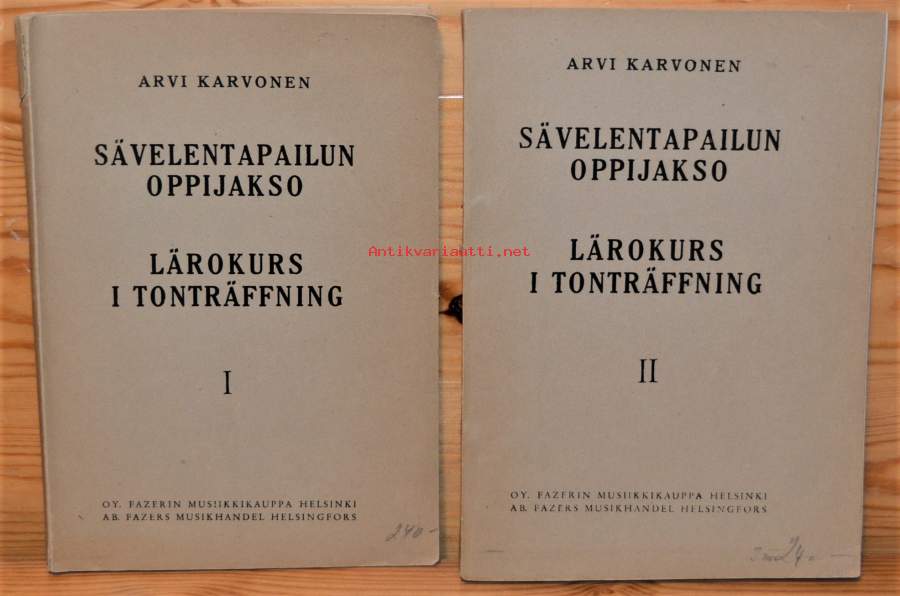 ARVI KARVONEN
SÄVELENTAPAILUN
OPPIJAKSO
LÄROKURS
I TONTRÄFFNING
I
OY. FAZERIN MUSIIKKIKAUPPA HELSINKI
AB. FAZERS MUSIKHANDEL HELSINGFORS
240-
ARVI KARVONEN
SÄVELENTAPAILUN
OPPIJAKSO
LÄROKURS
I TONTRÄFFNING
II
OY. FAZERIN MUSIIKKIKAUPPA HELSINKI
AB. FAZERS MUSIKHANDEL HELSINGFORS
Antikvariaatti.net